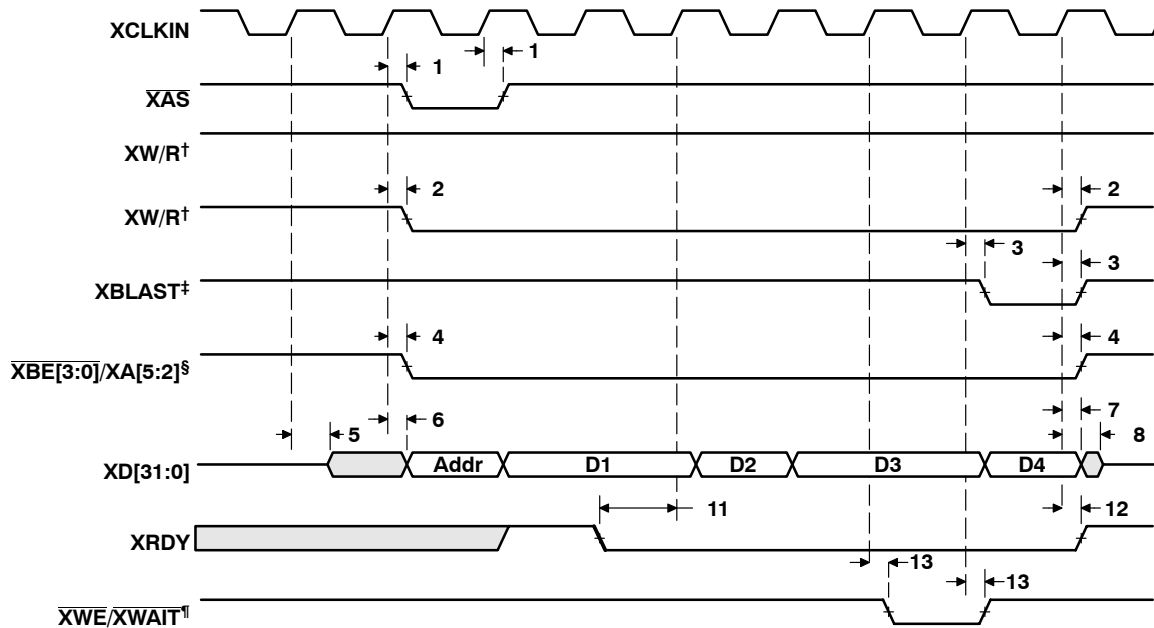 XCLKIN
1
1
XAS
XW/R†
2
2
XW/R†
3
3
XBLAST‡
4
4
XBE[3:0]/XA[5:2]§
6
7
5
8
XD[31:0]
Addr
D1
D2
D3
D4
11
12
XRDY
13
13
XWE/XWAIT¶